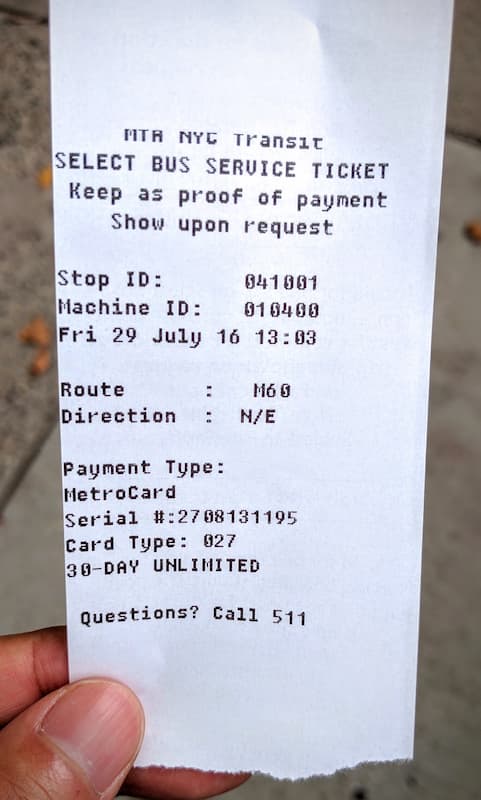 MTA NYC Transit
SELECT BUS SERVICE TICKET
Keep as proof of payment
Show upon request
Stop ID: 041001
Machine ID: 010400
Fri 29 July 16 13:03
Route : M60
Direction : N/E
Payment Type:
MetroCard
Serial #:2708131195
Card Type: 027
30-DAY UNLIMITED
Questions? Call 511